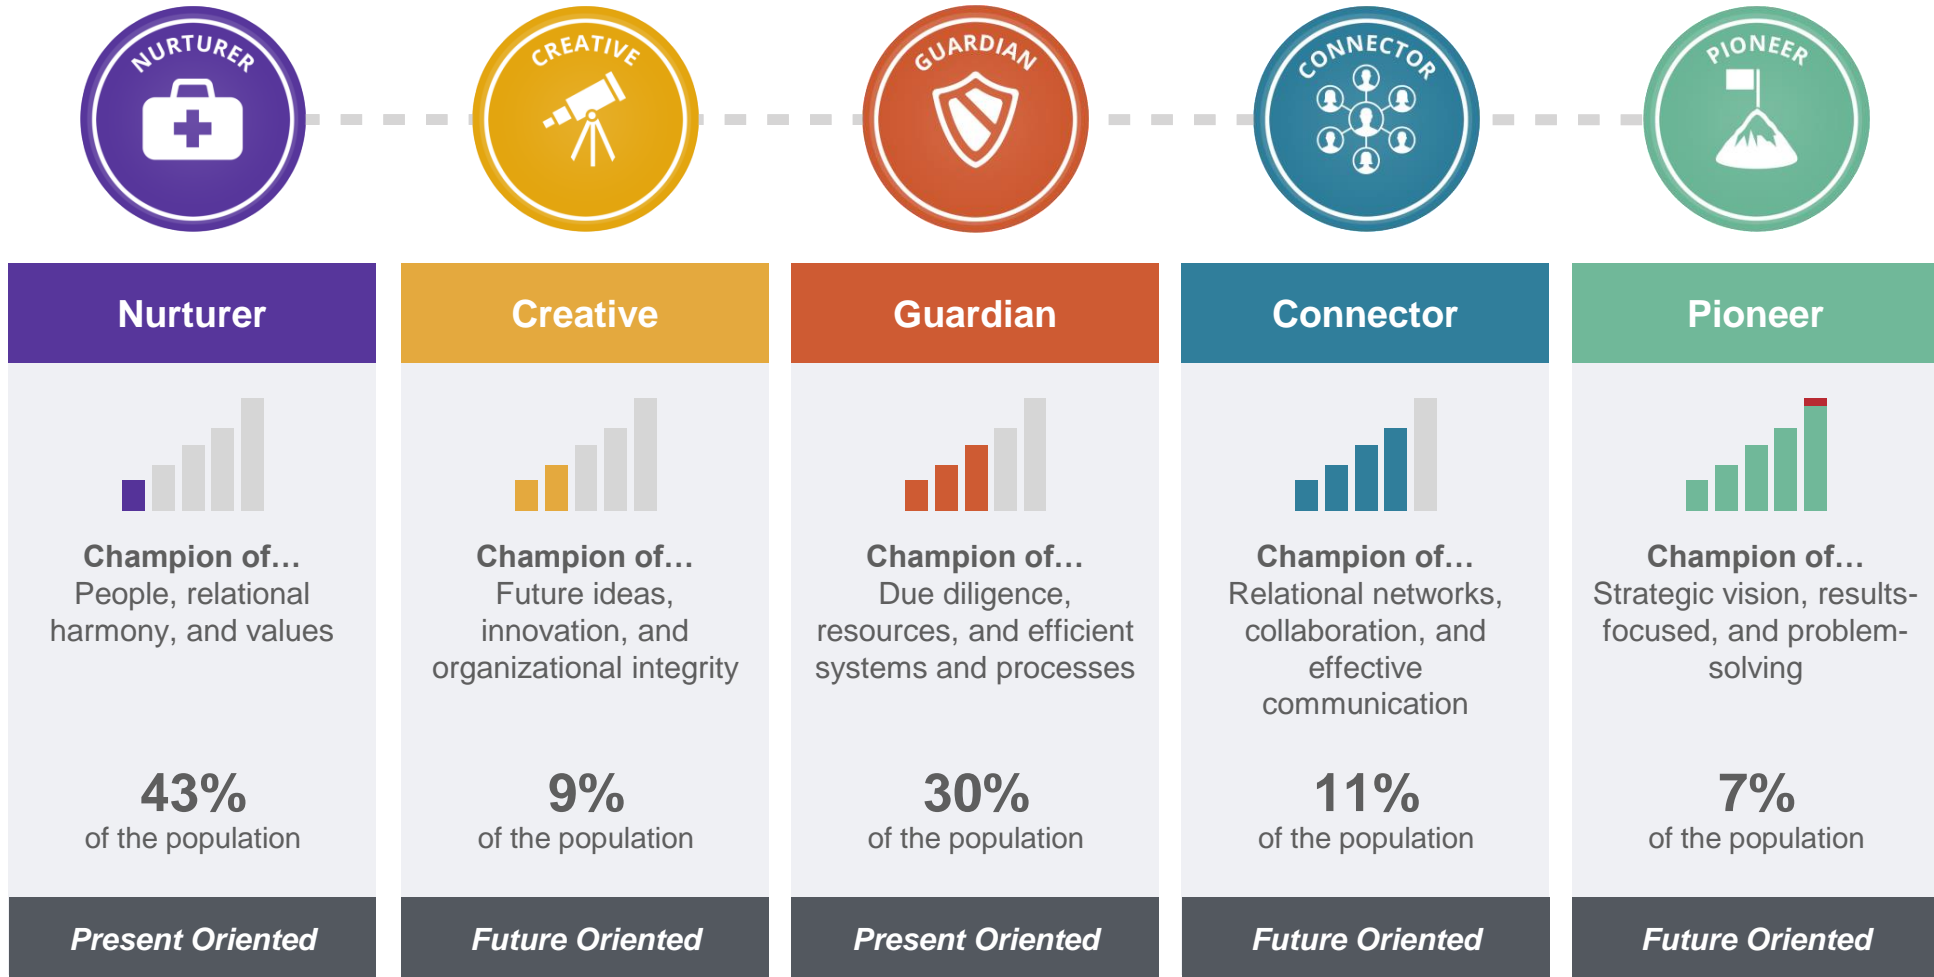 NURTURER
CREATIVE
GUARDIAN
CONNECTOR
PIONEER
Nurturer
Champion of…
People, relational
harmony, and values
43%
of the population
Present Oriented
Creative
Champion of…
Future ideas,
innovation, and
organizational integrity
9%
of the population
Future Oriented
Guardian
Champion of…
Due diligence,
resources, and efficient
systems and processes
30%
of the population
Present Oriented
Connector
Champion of…
Relational networks,
collaboration, and
effective
communication
11%
of the population
Future Oriented
Pioneer
Champion of…
Strategic vision, results-
focused, and problem-
solving
7%
of the population
Future Oriented